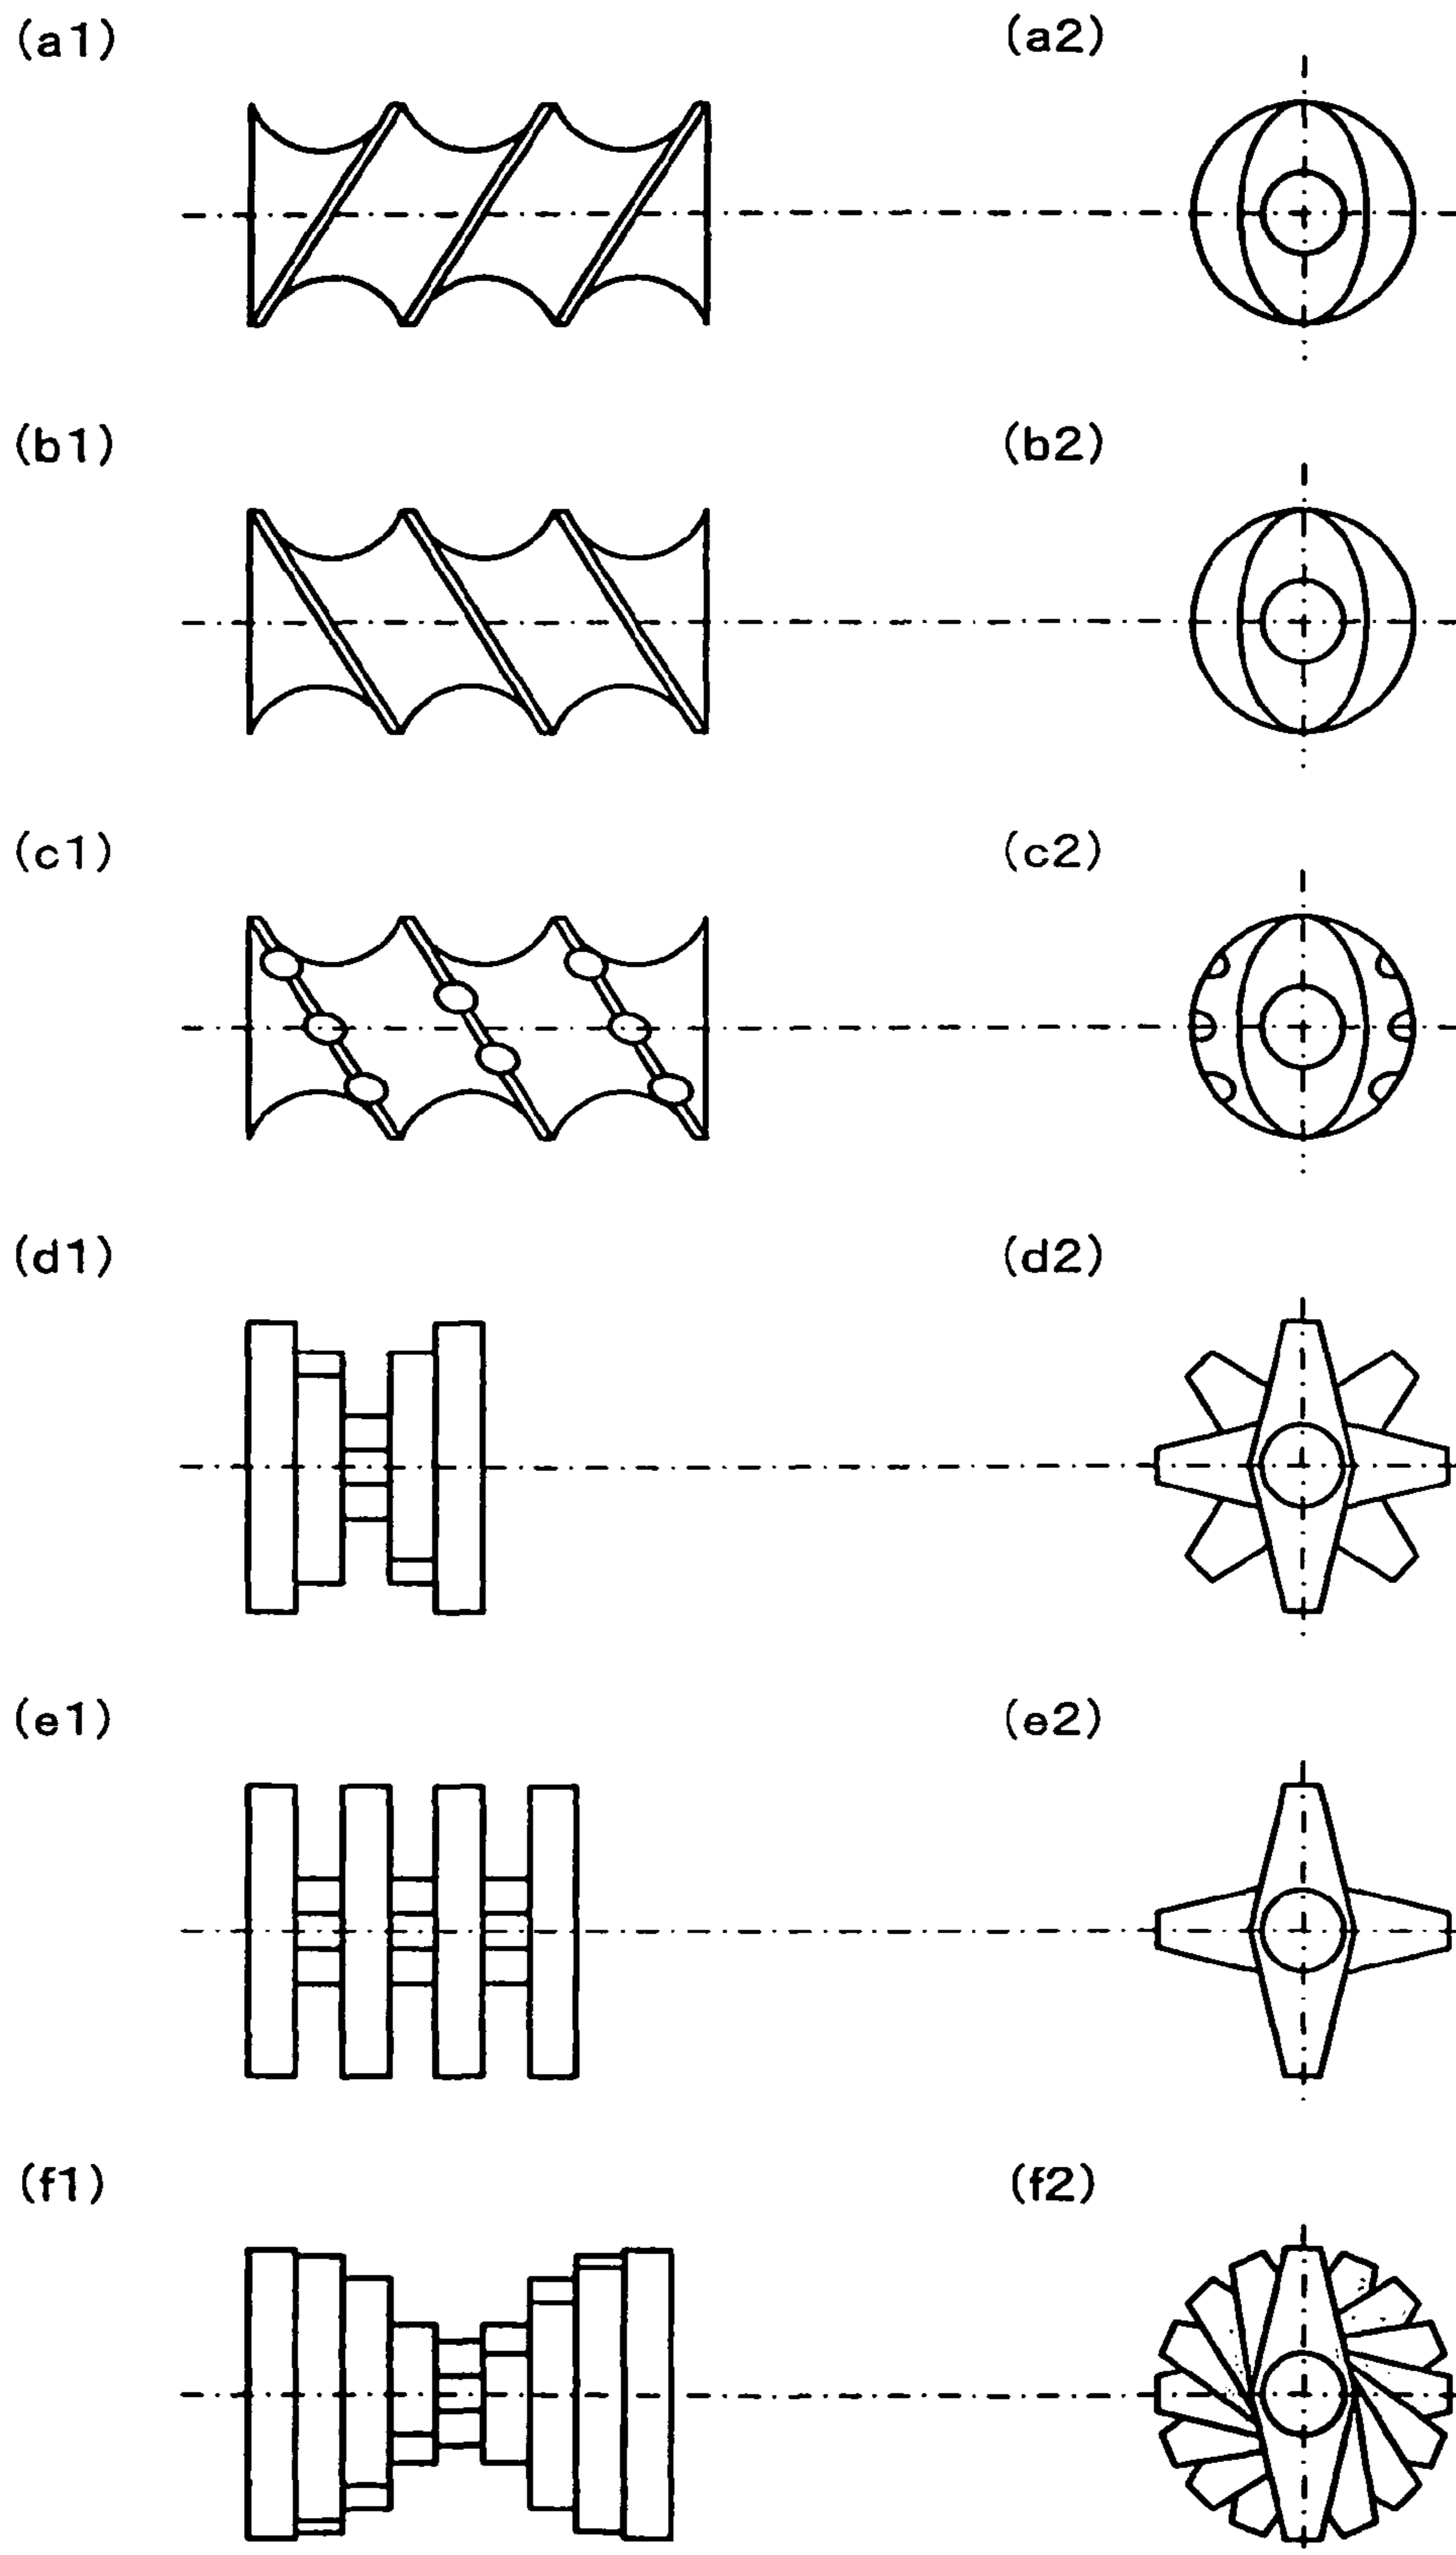 (a1) (a2)
(b1) (b2)
(c1) (c2)
(d1) (d2)
(e1) (e2)
(f1) (f2)